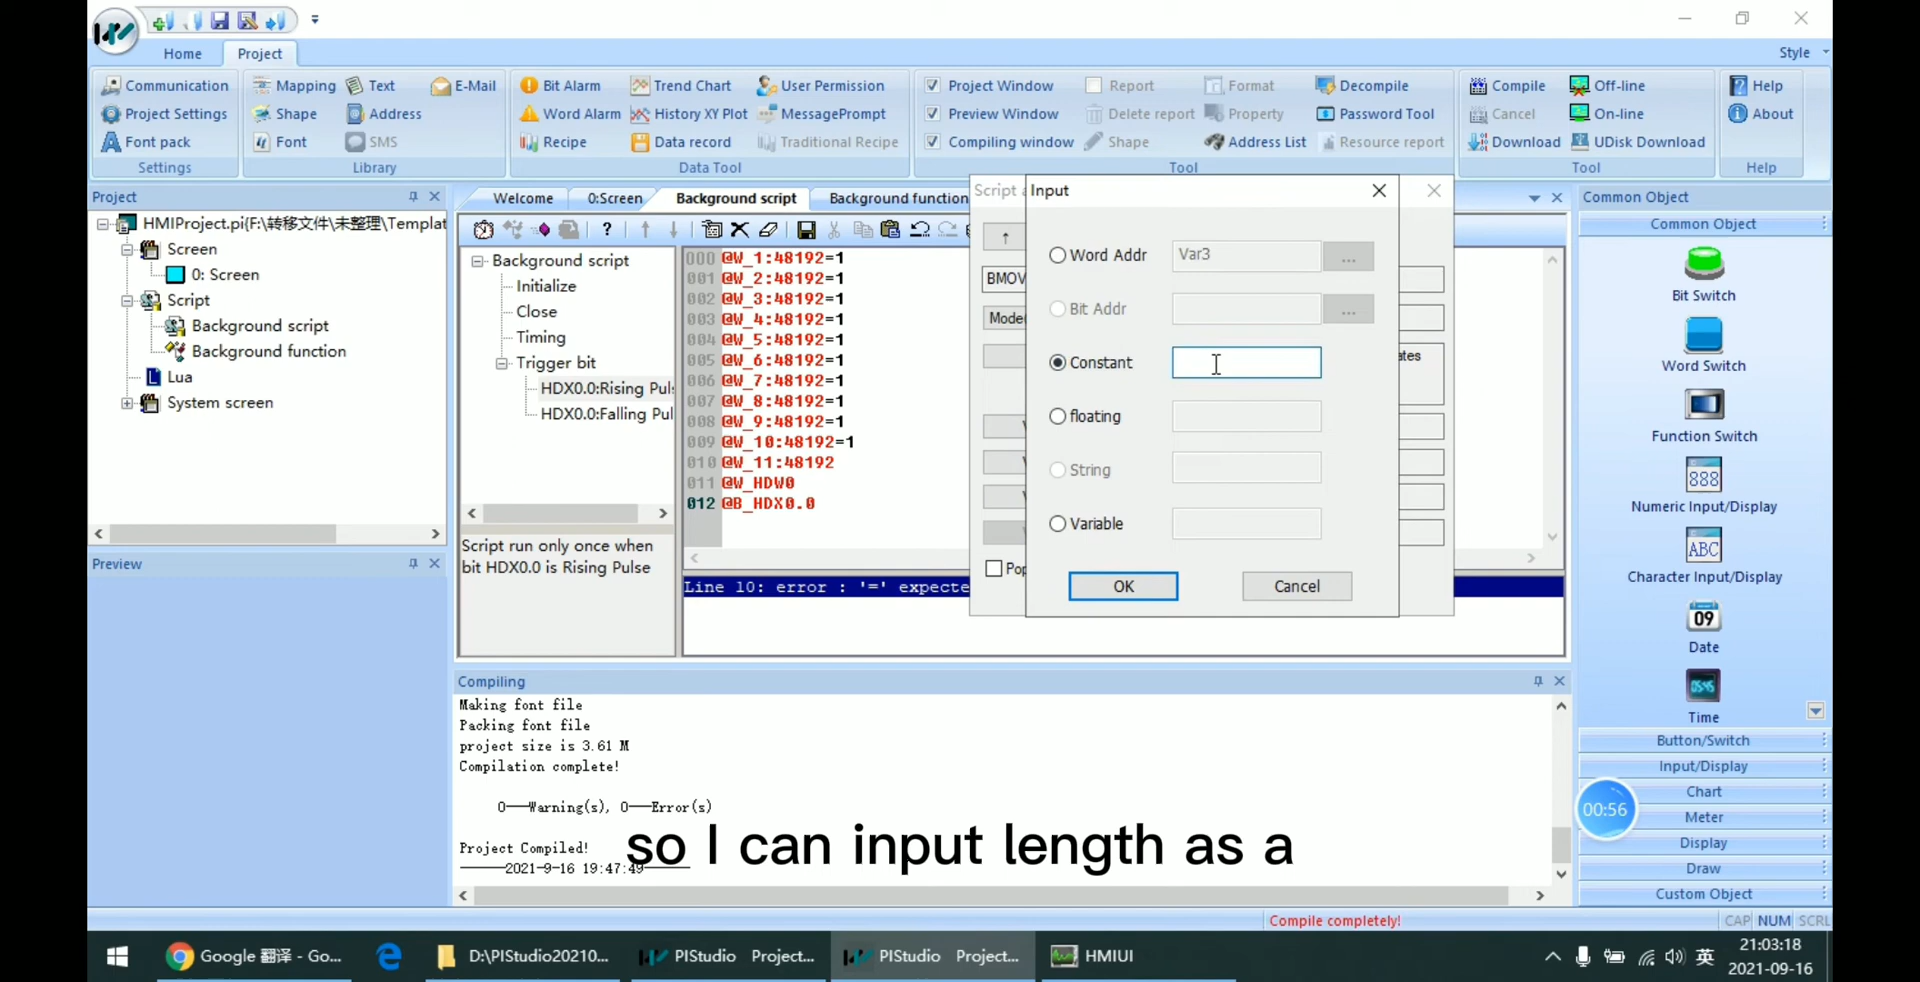 Home
Project
Style
Communication
Project Settings
Font pack
Settings
Mapping
Text
E-Mail
Shape
Address
Font
SMS
Library
Bit Alarm
Trend Chart
User Permission
Word Alarm
History XY Plot
MessagePrompt
Recipe
Data record
Traditional Recipe
Data Tool
Project Window
Report
Format
Decompile
Preview Window
Delete report
Property
Password Tool
Compiling window
Shape
Address List
Resource report
Tool
Compile
Off-line
Cancel
On-line
Download
UDisk Download
Tool
Help
About
Help
Project
HMIProject.pi{F:\转移文件\未整理\Templat
Screen
0: Screen
Script
Background script
Background function
Lua
System screen
Preview
Welcome
0:Screen
Background script
Background function
Background script
Initialize
Close
Timing
Trigger bit
HDX0.0:Rising Pul
HDX0.0:Falling Pul
Script run only once when
bit HDX0.0 is Rising Pulse
000 @W_1:48192=1
001 @W_2:48192=1
002 @W_3:48192=1
003 @W_4:48192=1
004 @W_5:48192=1
005 @W_6:48192=1
006 @W_7:48192=1
007 @W_8:48192=1
008 @W_9:48192=1
009 @W_10:48192=1
010 @W_11:48192
011 @W_HDW0
012 @B_HDX0.0
Line 10: error : '=' expecte
Script
BMOV
Mode
ates
Pop
Input
Word Addr
Var3
...
Bit Addr
...
Constant
floating
String
Variable
OK
Cancel
Compiling
Making font file
Packing font file
project size is 3.61 M
Compilation complete!
0——Warning(s), 0——Error(s)
Project Compiled!
——2021-9-16 19:47:49——
so I can input length as a
Common Object
Common Object
Bit Switch
Word Switch
Function Switch
888
Numeric Input/Display
ABC
Character Input/Display
09
Date
05:45
Time
Button/Switch
Input/Display
Chart
Meter
Display
Draw
Custom Object
00:56
Compile completely!
CAP NUM SCRL
Google 翻译 - Go...
D:\PIStudio20210...
PIStudio Project...
PIStudio Project...
HMIUI
英
21:03:18
2021-09-16